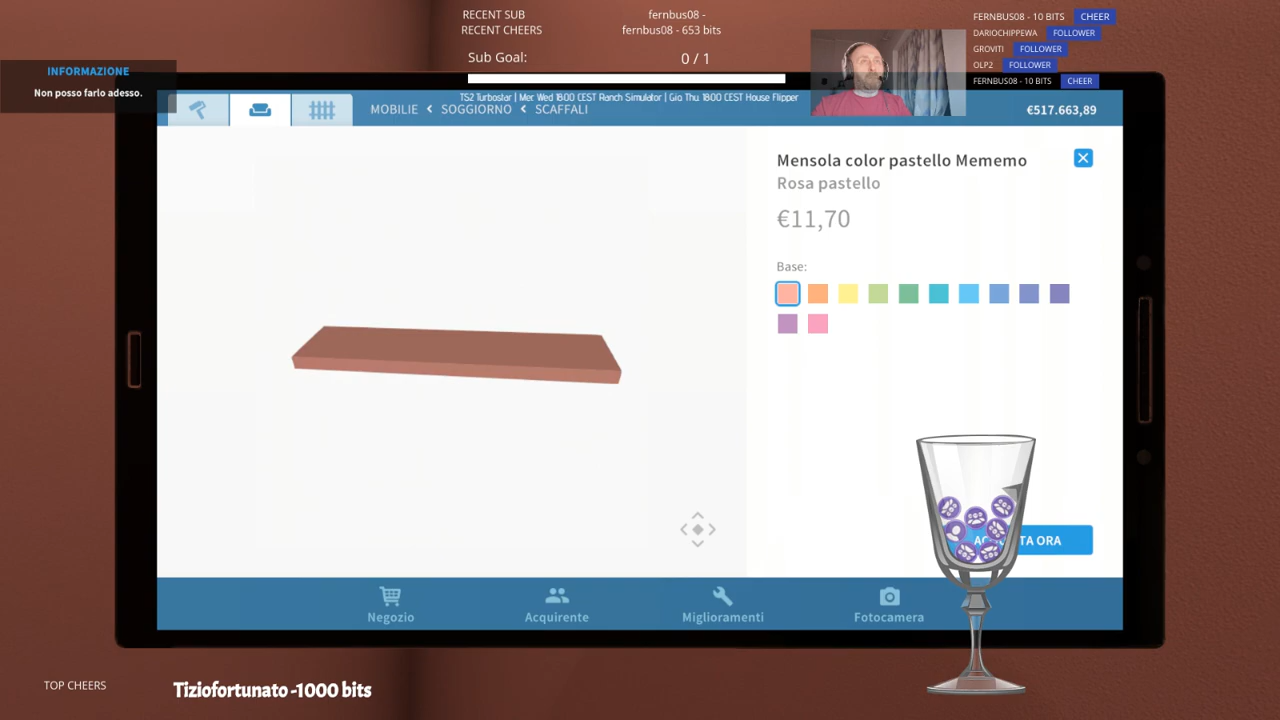 RECENT SUB
fernbus08 -
RECENT CHEERS
fernbus08 - 653 bits
Sub Goal:
0 / 1
FERNBUS08 - 10 BITS CHEER
DARIOCHIPPEWA FOLLOWER
GROVITI FOLLOWER
OLP2 FOLLOWER
FERNBUS08 - 10 BITS CHEER
INFORMAZIONE
Non posso farlo adesso.
TS2 Turbostar | Mer. Wed 18:00 CEST Ranch Simulator | Gio Thu. 18:00 CEST House Flipper
MOBILIE < SOGGIORNO < SCAFFALI
€517.663,89
Mensola color pastello Mememo
Rosa pastello
€11,70
Base:
TA ORA
Negozio
Acquirente
Miglioramenti
Fotocamera
TOP CHEERS
Tiziofortunato -1000 bits